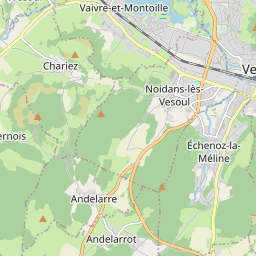 Vaivre-et-Montoille
Chariez
Noidans-lès-
Vesoul
Échenoz-la-
Méline
Andelarre
Andelarrot